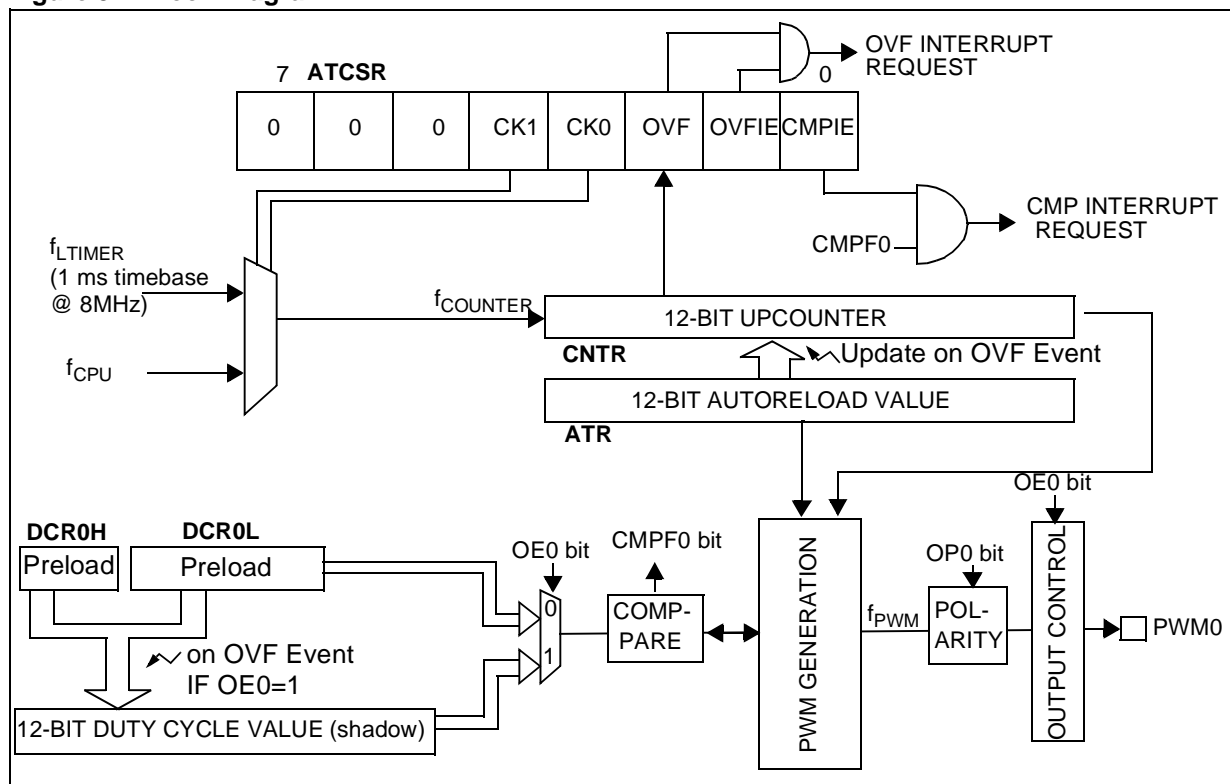 OVF INTERRUPT
REQUEST
7 ATCSR 0
0 0 0 CK1 CK0 OVF OVFIE CMPIE
CMP INTERRUPT
REQUEST
CMPF0
fLTIMER
(1 ms timebase
@ 8MHz)
fCOUNTER
12-BIT UPCOUNTER
CNTR
Update on OVF Event
fCPU
12-BIT AUTORELOAD VALUE
ATR
OE0 bit
DCR0H
DCR0L
Preload
Preload
OE0 bit
CMPF0 bit
OP0 bit
0
1
COMP-
PARE
PWM GENERATION
fPWM
POL-
ARITY
OUTPUT CONTROL
PWM0
on OVF Event
IF OE0=1
12-BIT DUTY CYCLE VALUE (shadow)